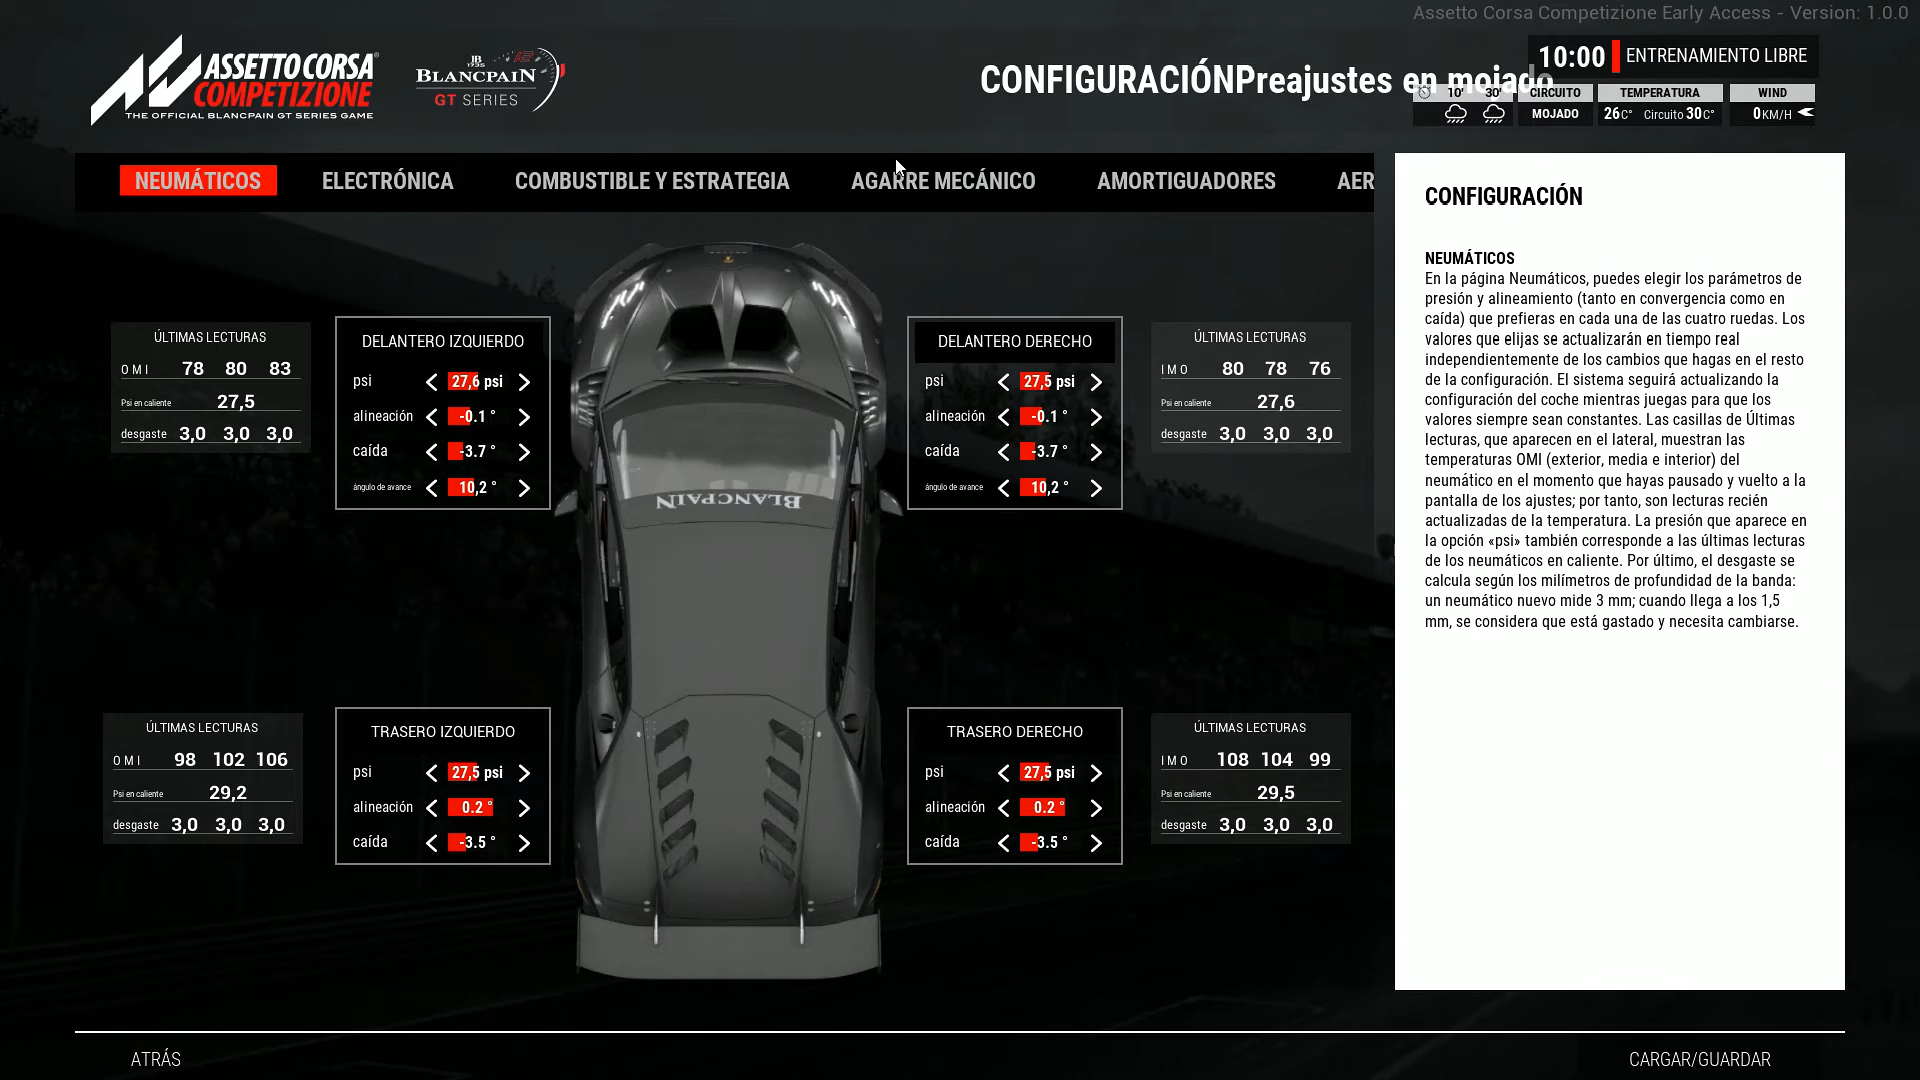 Assetto Corsa Competizione Early Access - Version: 1.0.0
ASSETTO CORSA
COMPETIZIONE
THE OFFICIAL BLANCPAIN GT SERIES GAME
JB
1735
BLANCPAIN
GT SERIES
CONFIGURACIÓNPreajustes en mojado
10:00 ENTRENAMIENTO LIBRE
10' 30' CIRCUITO TEMPERATURA WIND
MOJADO 26C° Circuito 30C° 0KM/H
NEUMÁTICOS ELECTRÓNICA COMBUSTIBLE Y ESTRATEGIA AGARRE MECÁNICO AMORTIGUADORES AER
ÚLTIMAS LECTURAS
O M I 78 80 83
Psi en caliente 27,5
desgaste 3,0 3,0 3,0
DELANTERO IZQUIERDO
psi 27,6 psi
alineación -0.1 °
caída -3.7 °
ángulo de avance 10,2 °
DELANTERO DERECHO
psi 27,5 psi
alineación -0.1 °
caída -3.7 °
ángulo de avance 10,2 °
ÚLTIMAS LECTURAS
I M O 80 78 76
Psi en caliente 27,6
desgaste 3,0 3,0 3,0
BLANCPAIN
ÚLTIMAS LECTURAS
O M I 98 102 106
Psi en caliente 29,2
desgaste 3,0 3,0 3,0
TRASERO IZQUIERDO
psi 27,5 psi
alineación 0.2 °
caída -3.5 °
TRASERO DERECHO
psi 27,5 psi
alineación 0.2 °
caída -3.5 °
ÚLTIMAS LECTURAS
I M O 108 104 99
Psi en caliente 29,5
desgaste 3,0 3,0 3,0
CONFIGURACIÓN
NEUMÁTICOS
En la página Neumáticos, puedes elegir los parámetros de
presión y alineamiento (tanto en convergencia como en
caída) que prefieras en cada una de las cuatro ruedas. Los
valores que elijas se actualizarán en tiempo real
independientemente de los cambios que hagas en el resto
de la configuración. El sistema seguirá actualizando la
configuración del coche mientras juegas para que los
valores siempre sean constantes. Las casillas de Últimas
lecturas, que aparecen en el lateral, muestran las
temperaturas OMI (exterior, media e interior) del
neumático en el momento que hayas pausado y vuelto a la
pantalla de los ajustes; por tanto, son lecturas recién
actualizadas de la temperatura. La presión que aparece en
la opción «psi» también corresponde a las últimas lecturas
de los neumáticos en caliente. Por último, el desgaste se
calcula según los milímetros de profundidad de la banda:
un neumático nuevo mide 3 mm; cuando llega a los 1,5
mm, se considera que está gastado y necesita cambiarse.
ATRÁS
CARGAR/GUARDAR